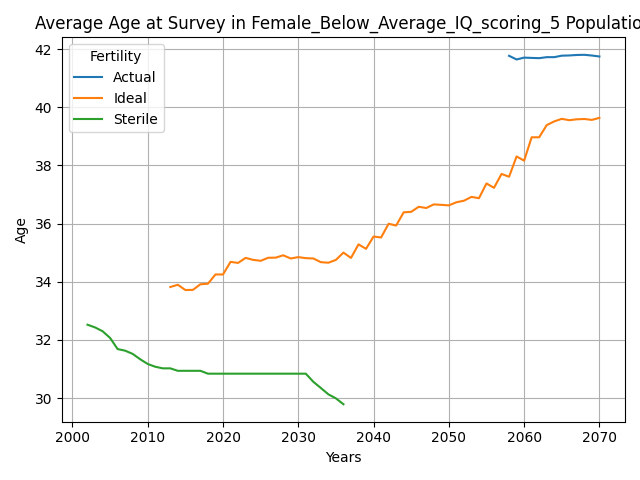 Average Age at Survey in Female_Below_Average_IQ_scoring_5 Populatio
Fertility
Actual
Ideal
Sterile
42
40
38
36
34
32
30
Age
2000 2010 2020 2030 2040 2050 2060 2070
Years